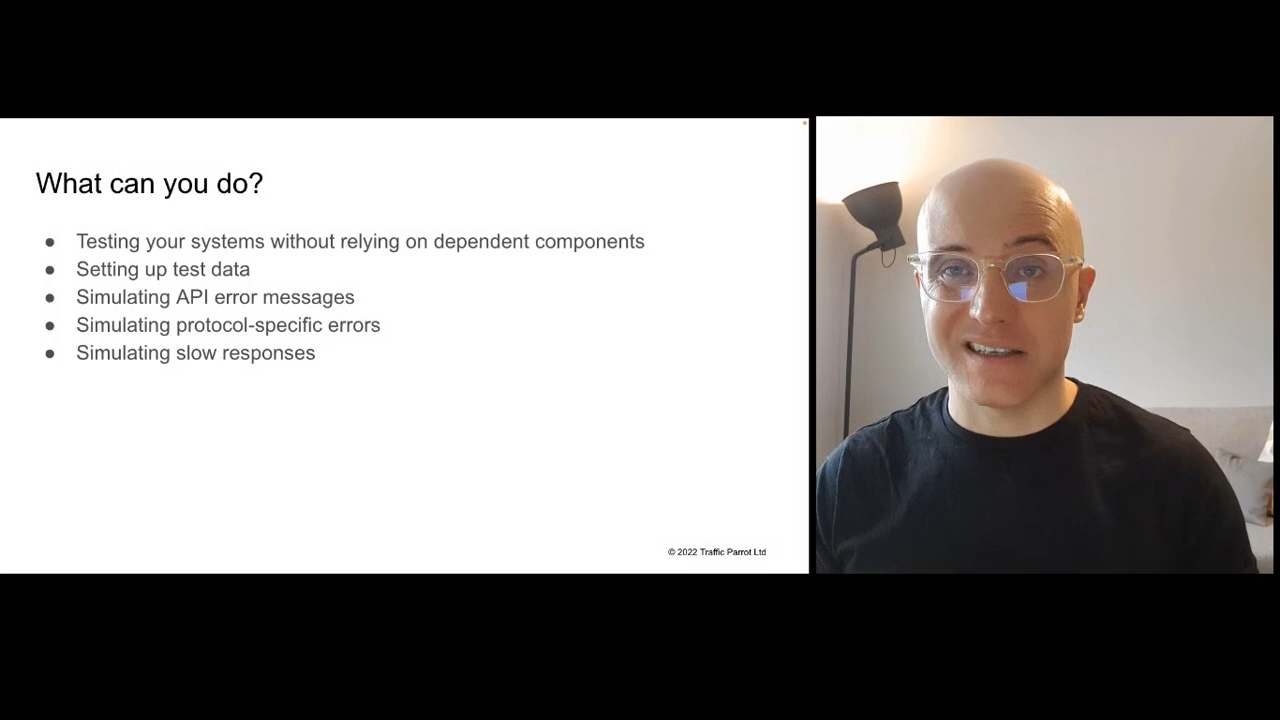 What can you do?
● Testing your systems without relying on dependent components
● Setting up test data
● Simulating API error messages
● Simulating protocol-specific errors
● Simulating slow responses
© 2022 Traffic Parrot Ltd